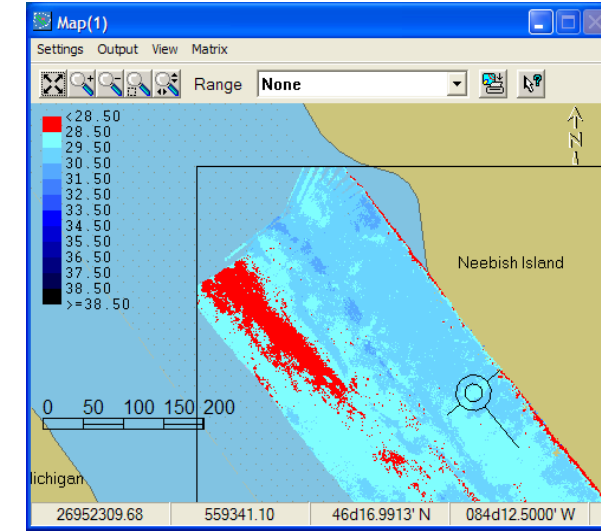 Map(1)
Settings Output View Matrix
Range None
<28.50
28.50
29.50
30.50
31.50
32.50
33.50
34.50
35.50
36.50
37.50
38.50
>=38.50
N
Neebish Island
0 50 100 150 200
lichigan
26952309.68 559341.10 46d16.9913' N 084d12.5000' W